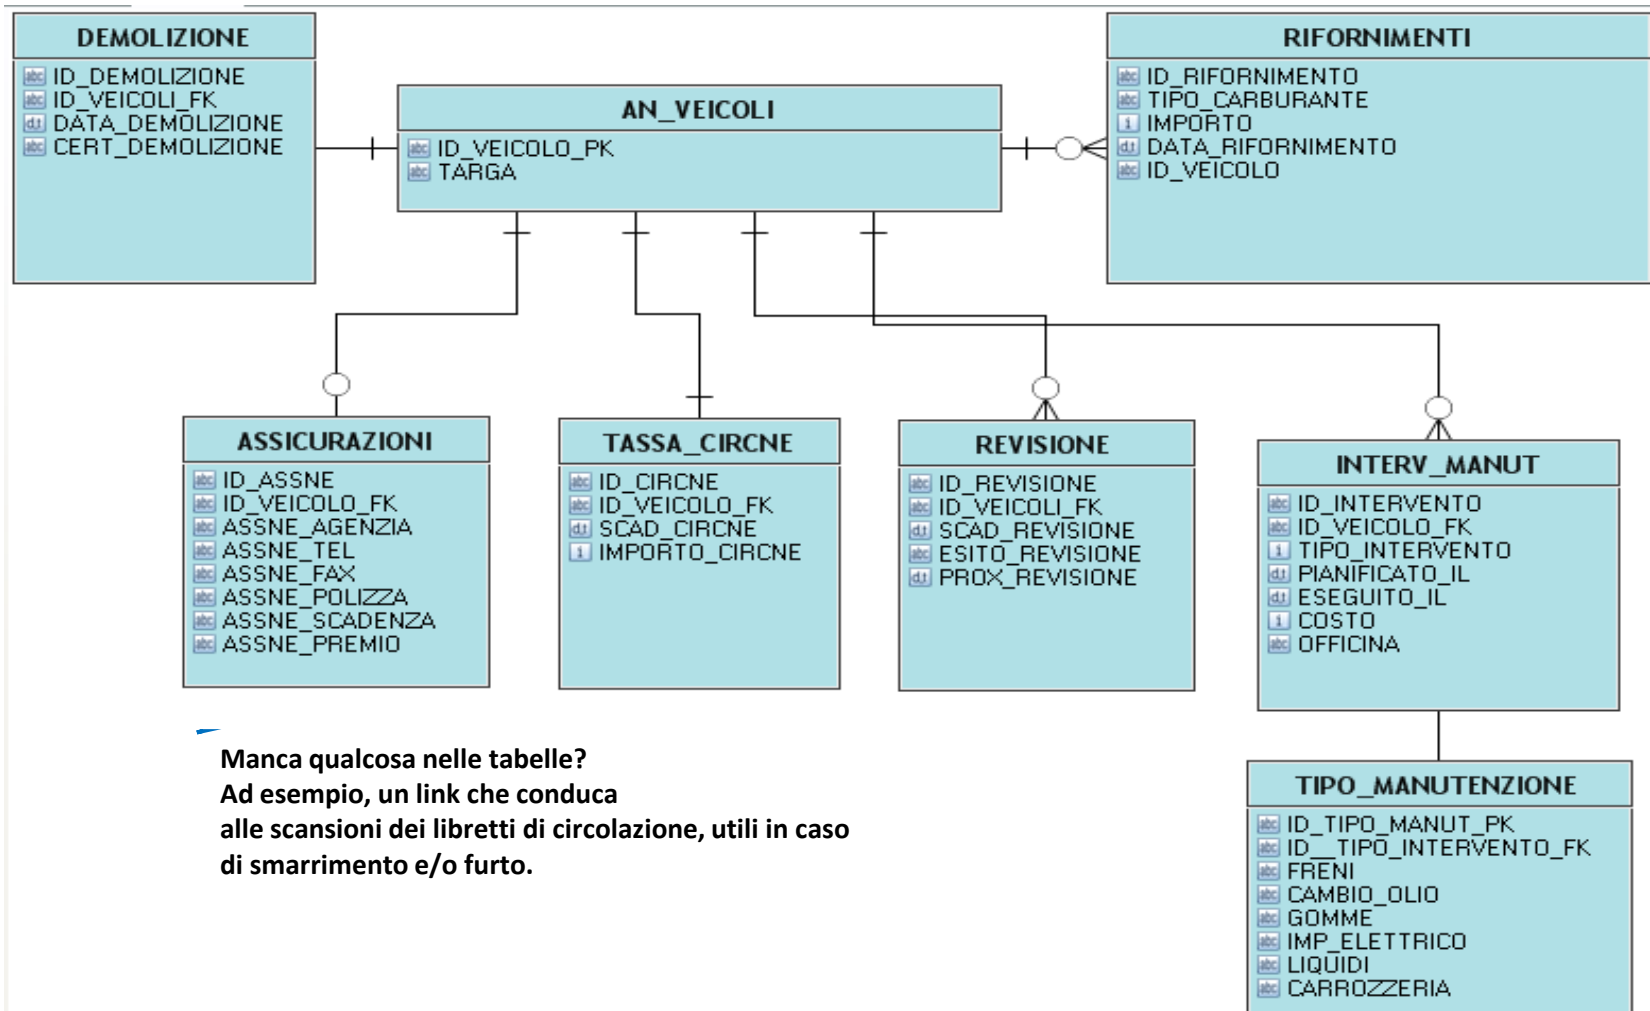 DEMOLIZIONE
ID_DEMOLIZIONE
ID_VEICOLI_FK
DATA_DEMOLIZIONE
CERT_DEMOLIZIONE
AN_VEICOLI
ID_VEICOLO_PK
TARGA
RIFORNIMENTI
ID_RIFORNIMENTO
TIPO_CARBURANTE
IMPORTO
DATA_RIFORNIMENTO
ID_VEICOLO
ASSICURAZIONI
ID_ASSNE
ID_VEICOLO_FK
ASSNE_AGENZIA
ASSNE_TEL
ASSNE_FAX
ASSNE_POLIZZA
ASSNE_SCADENZA
ASSNE_PREMIO
TASSA_CIRCNE
ID_CIRCNE
ID_VEICOLO_FK
SCAD_CIRCNE
IMPORTO_CIRCNE
REVISIONE
ID_REVISIONE
ID_VEICOLI_FK
SCAD_REVISIONE
ESITO_REVISIONE
PROX_REVISIONE
INTERV_MANUT
ID_INTERVENTO
ID_VEICOLO_FK
TIPO_INTERVENTO
PIANIFICATO_IL
ESEGUITO_IL
COSTO
OFFICINA
Manca qualcosa nelle tabelle?
Ad esempio, un link che conduca
alle scansioni dei libretti di circolazione, utili in caso
di smarrimento e/o furto.
TIPO_MANUTENZIONE
ID_TIPO_MANUT_PK
ID__TIPO_INTERVENTO_FK
FRENI
CAMBIO_OLIO
GOMME
IMP_ELETTRICO
LIQUIDI
CARROZZERIA